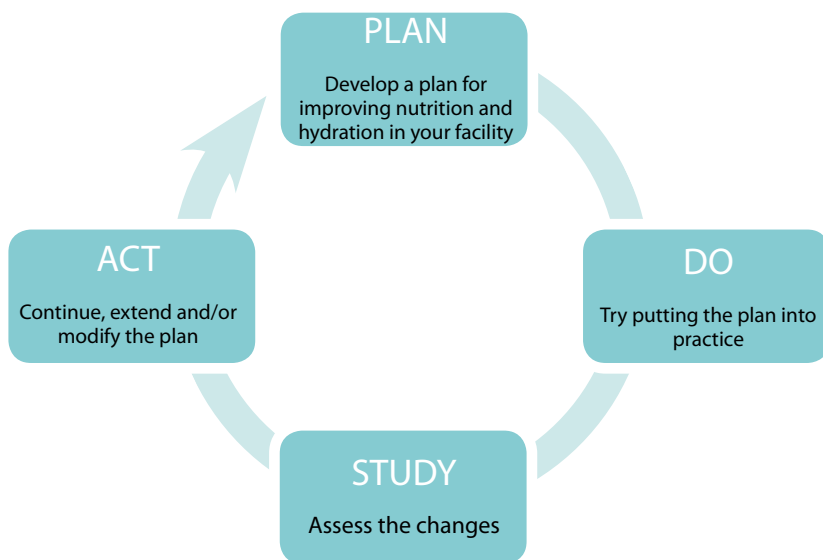 PLAN
Develop a plan for
improving nutrition and
hydration in your facility
DO
Try putting the plan into
practice
STUDY
Assess the changes
ACT
Continue, extend and/or
modify the plan